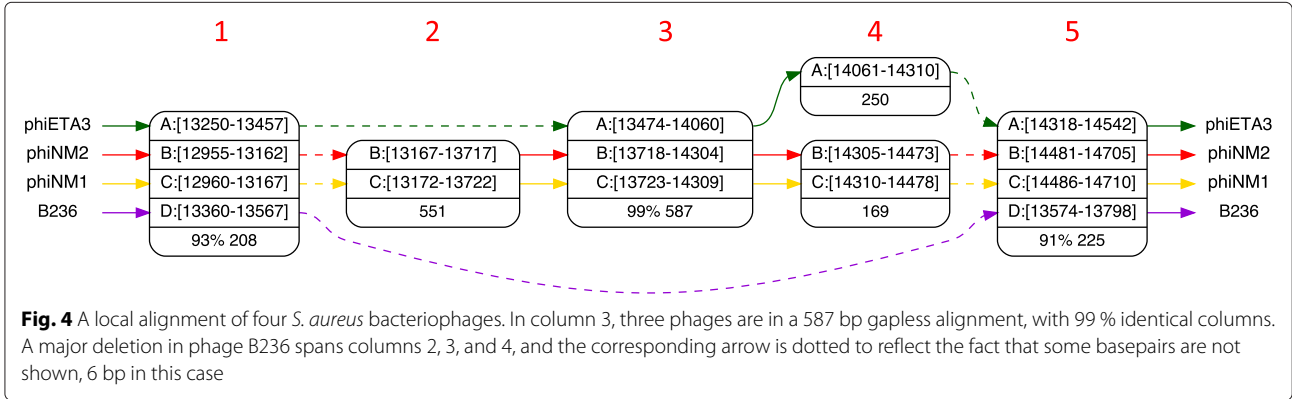 1 2 3 4 5
A:[14061-14310]
250
phiETA3 A:[13250-13457] A:[13474-14060] A:[14318-14542] phiETA3
phiNM2 B:[12955-13162] B:[13167-13717] B:[13718-14304] B:[14305-14473] B:[14481-14705] phiNM2
phiNM1 C:[12960-13167] C:[13172-13722] C:[13723-14309] C:[14310-14478] C:[14486-14710] phiNM1
B236 D:[13360-13567] 551 99% 587 169 D:[13574-13798] B236
93% 208 91% 225
Fig. 4 A local alignment of four S. aureus bacteriophages. In column 3, three phages are in a 587 bp gapless alignment, with 99 % identical columns.
A major deletion in phage B236 spans columns 2, 3, and 4, and the corresponding arrow is dotted to reflect the fact that some basepairs are not
shown, 6 bp in this case